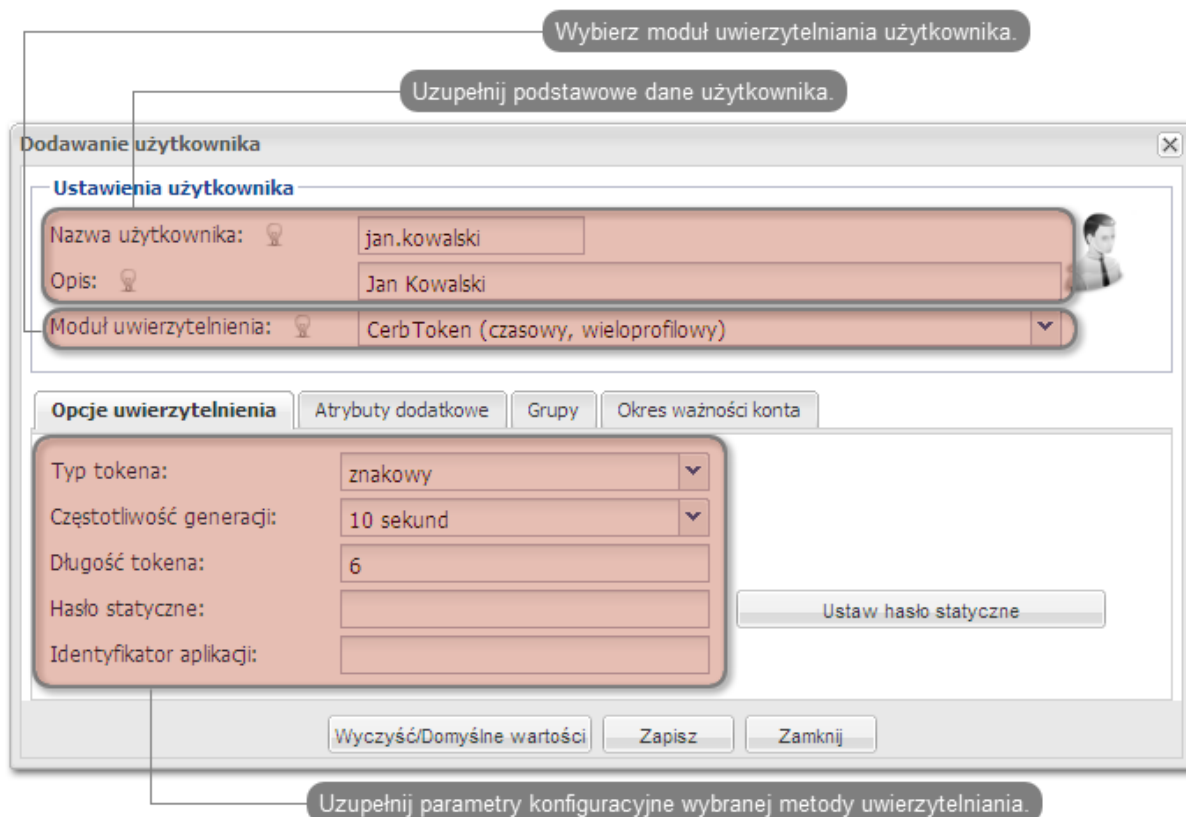 Wybierz moduł uwierzytelniania użytkownika.
Uzupełnij podstawowe dane użytkownika.
Dodawanie użytkownika
Ustawienia użytkownika
Nazwa użytkownika: jan.kowalski
Opis: Jan Kowalski
Moduł uwierzytelnienia: CerbToken (czasowy, wieloprofilowy)
Opcje uwierzytelnienia Atrybuty dodatkowe Grupy Okres ważności konta
Typ tokena: znakowy
Częstotliwość generacji: 10 sekund
Długość tokena: 6
Hasło statyczne: Ustaw hasło statyczne
Identyfikator aplikacji:
Wyczyść/Domyślne wartości Zapisz Zamknij
Uzupełnij parametry konfiguracyjne wybranej metody uwierzytelniania.